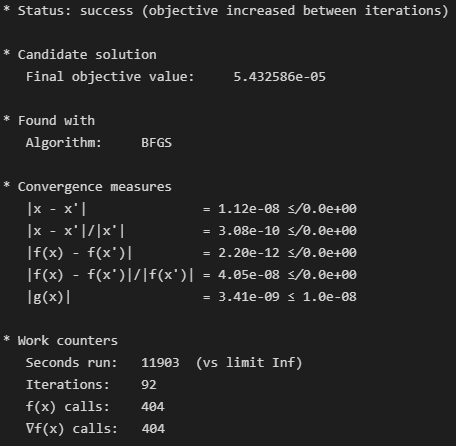 * Status: success (objective increased between iterations)
* Candidate solution
Final objective value: 5.432586e-05
* Found with
Algorithm: BFGS
* Convergence measures
|x - x'| = 1.12e-08 ≰ 0.0e+00
|x - x'|/|x'| = 3.08e-10 ≰ 0.0e+00
|f(x) - f(x')| = 2.20e-12 ≰ 0.0e+00
|f(x) - f(x')|/|f(x')| = 4.05e-08 ≰ 0.0e+00
|g(x)| = 3.41e-09 ≤ 1.0e-08
* Work counters
Seconds run: 11903 (vs limit Inf)
Iterations: 92
f(x) calls: 404
∇f(x) calls: 404